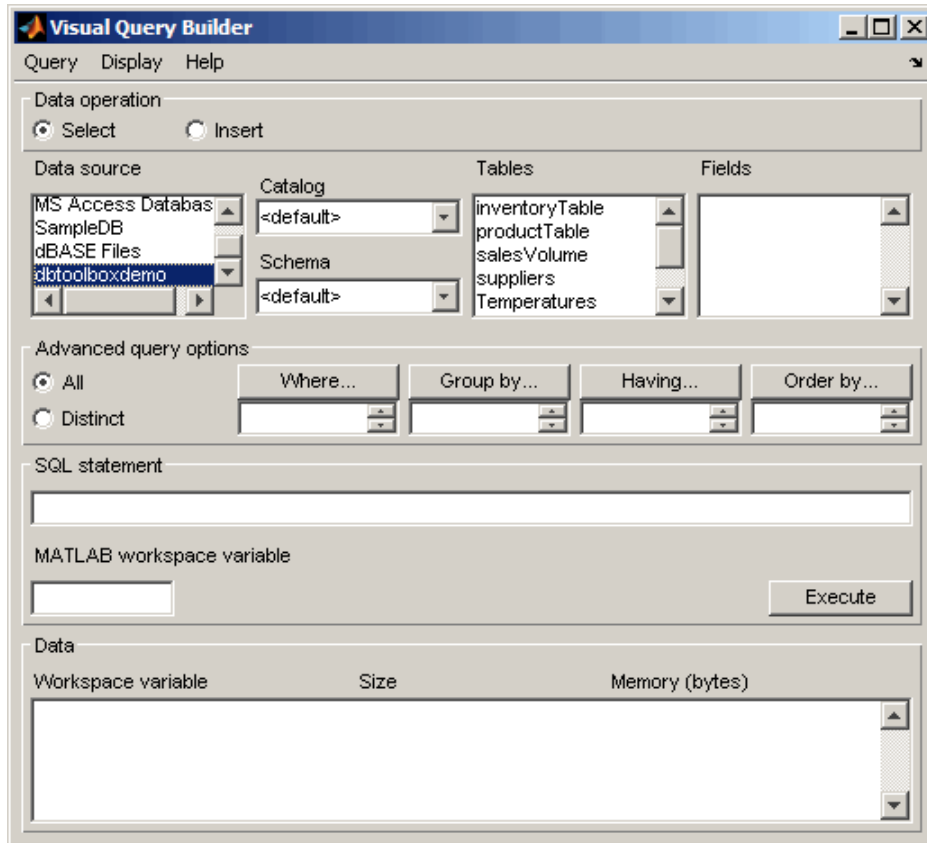 Visual Query Builder
Query Display Help
Data operation
Select Insert
Data source
MS Access Databas
SampleDB
dBASE Files
dbtoolboxdemo
Catalog
<default>
Schema
<default>
Tables
inventoryTable
productTable
salesVolume
suppliers
Temperatures
Fields
Advanced query options
All
Distinct
Where... Group by... Having... Order by...
SQL statement
MATLAB workspace variable
Execute
Data
Workspace variable Size Memory (bytes)